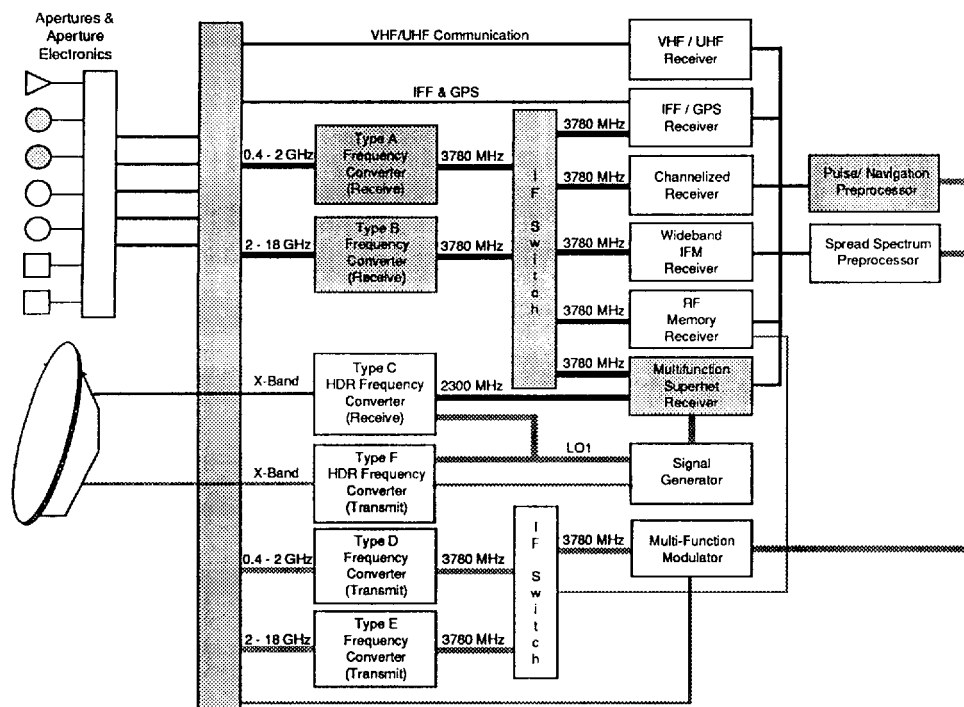 Apertures &
Aperture
Electronics
VHF/UHF Communication
VHF / UHF
Receiver
IFF & GPS
IFF / GPS
Receiver
0.4 - 2 GHz
Type A
Frequency
Converter
(Receive)
3780 MHz
2 - 18 GHz
Type B
Frequency
Converter
(Receive)
3780 MHz
I
F
S
w
i
t
c
h
3780 MHz
3780 MHz
Channelized
Receiver
3780 MHz
Wideband
IFM
Receiver
3780 MHz
RF
Memory
Receiver
3780 MHz
Multifunction
Superhet
Receiver
Pulse/ Navigation
Preprocessor
Spread Spectrum
Preprocessor
X-Band
Type C
HDR Frequency
Converter
(Receive)
2300 MHz
X-Band
Type F
HDR Frequency
Converter
(Transmit)
LO1
Signal
Generator
0.4 - 2 GHz
Type D
Frequency
Converter
(Transmit)
3780 MHz
2 - 18 GHz
Type E
Frequency
Converter
(Transmit)
3780 MHz
I
F
S
w
i
t
c
h
3780 MHz
Multi-Function
Modulator